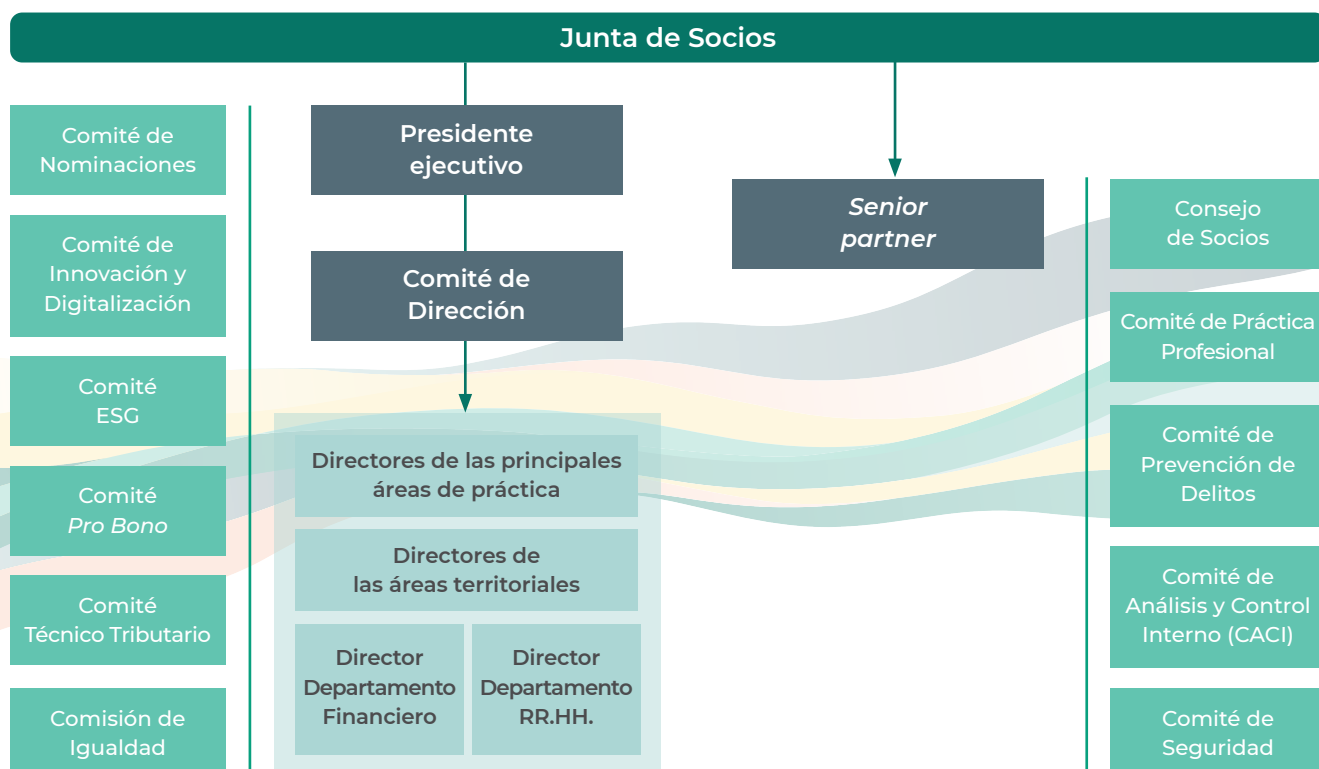 Junta de Socios
Comité de
Nominaciones
Comité de
Innovación y
Digitalización
Comité
ESG
Comité
Pro Bono
Comité
Técnico Tributario
Comisión de
Igualdad
Presidente
ejecutivo
Comité de
Dirección
Directores de las principales
áreas de práctica
Directores de
las áreas territoriales
Director
Departamento
Financiero
Director
Departamento
RR.HH.
Senior
partner
Consejo
de Socios
Comité de Práctica
Profesional
Comité de
Prevención de
Delitos
Comité de
Análisis y Control
Interno (CACI)
Comité de
Seguridad